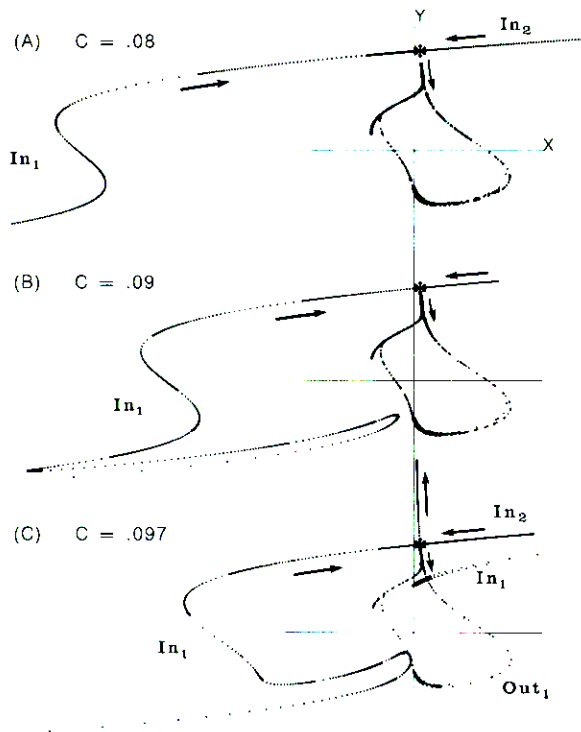 Y
(A) C = .08
In₂
In₁
X
(B) C = .09
In₁
(C) C = .097
In₂
In₁
In₁
Out₁